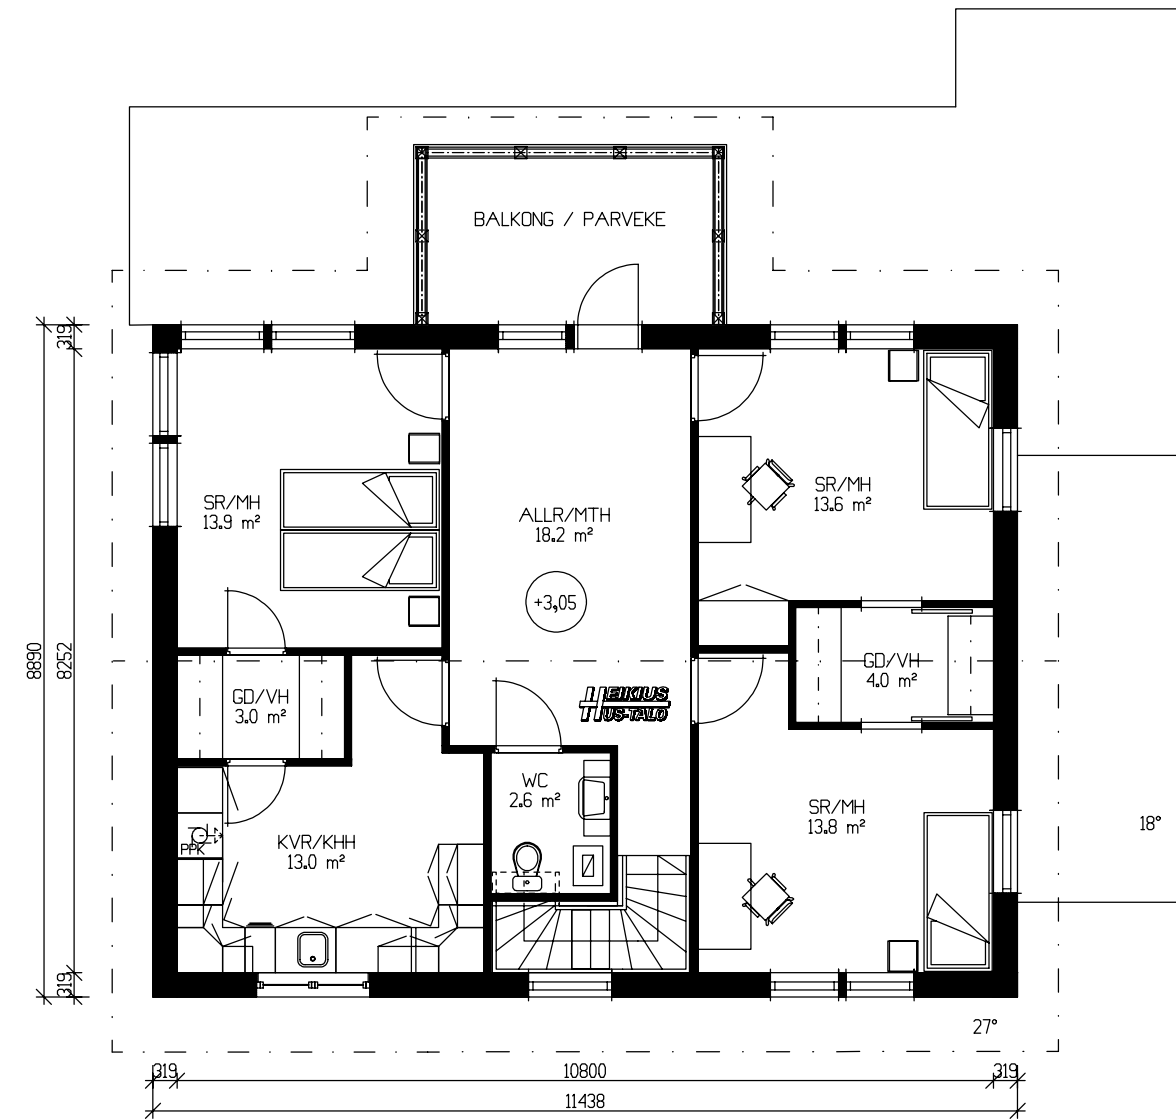 BALKONG / PARVEKE
319
SR/MH
13.9 m²
ALLR/MTH
18.2 m²
SR/MH
13.6 m²
+3,05
8890
8252
GD/VH
3.0 m²
GD/VH
4.0 m²
HEIKIUS
HUS-TALO
WC
2.6 m²
SR/MH
13.8 m²
18°
PPK
KVR/KHH
13.0 m²
319
27°
319
10800
319
11438